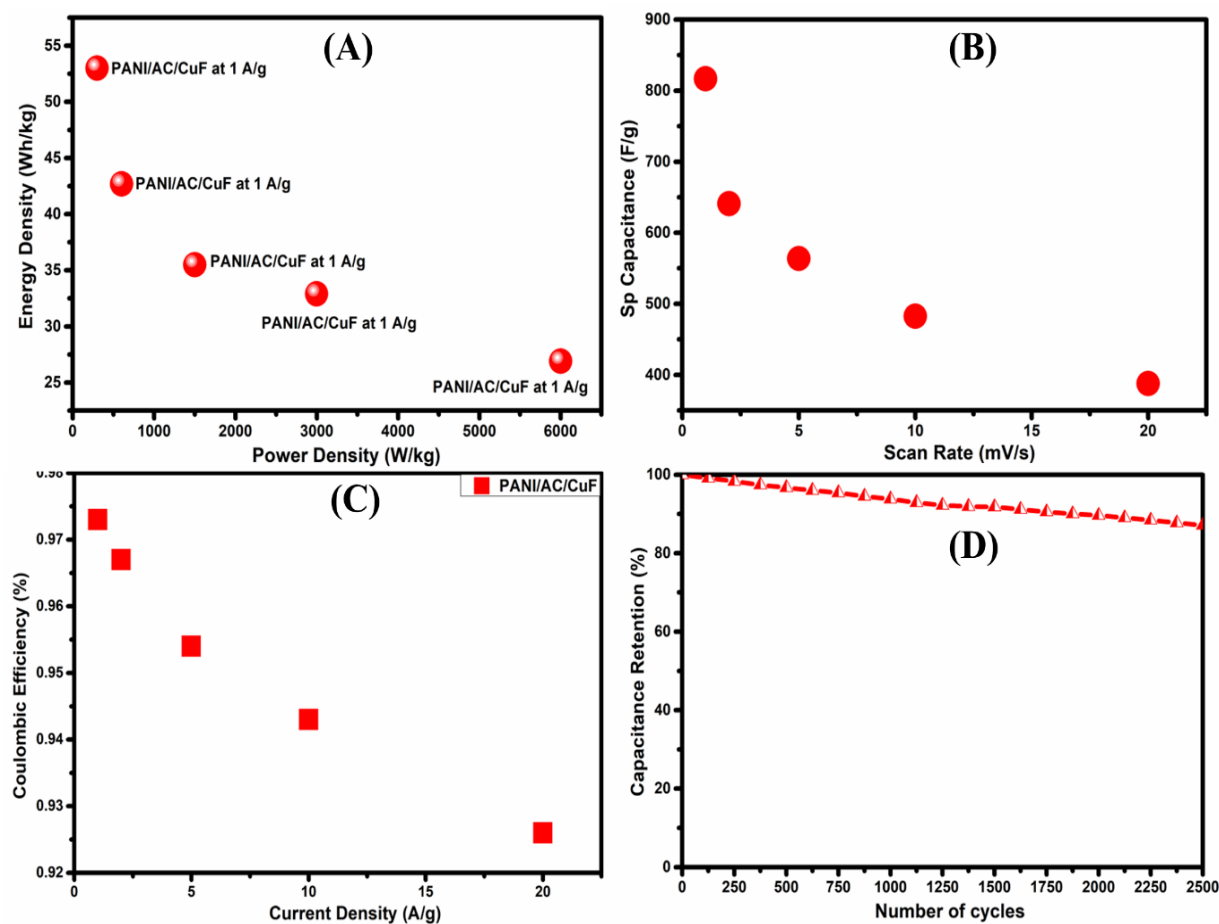 (A)
55
50
45
40
35
30
25
Energy Density (Wh/kg)
PANI/AC/CuF at 1 A/g
PANI/AC/CuF at 1 A/g
PANI/AC/CuF at 1 A/g
PANI/AC/CuF at 1 A/g
PANI/AC/CuF at 1 A/g
0 1000 2000 3000 4000 5000 6000
Power Density (W/kg)
(B)
900
800
700
600
500
400
Sp Capacitance (F/g)
0 5 10 15 20
Scan Rate (mV/s)
(C)
PANI/AC/CuF
0.98
0.97
0.96
0.95
0.94
0.93
0.92
Coulombic Efficiency (%)
0 5 10 15 20
Current Density (A/g)
(D)
100
80
60
40
20
0
Capacitance Retention (%)
0 250 500 750 1000 1250 1500 1750 2000 2250 2500
Number of cycles